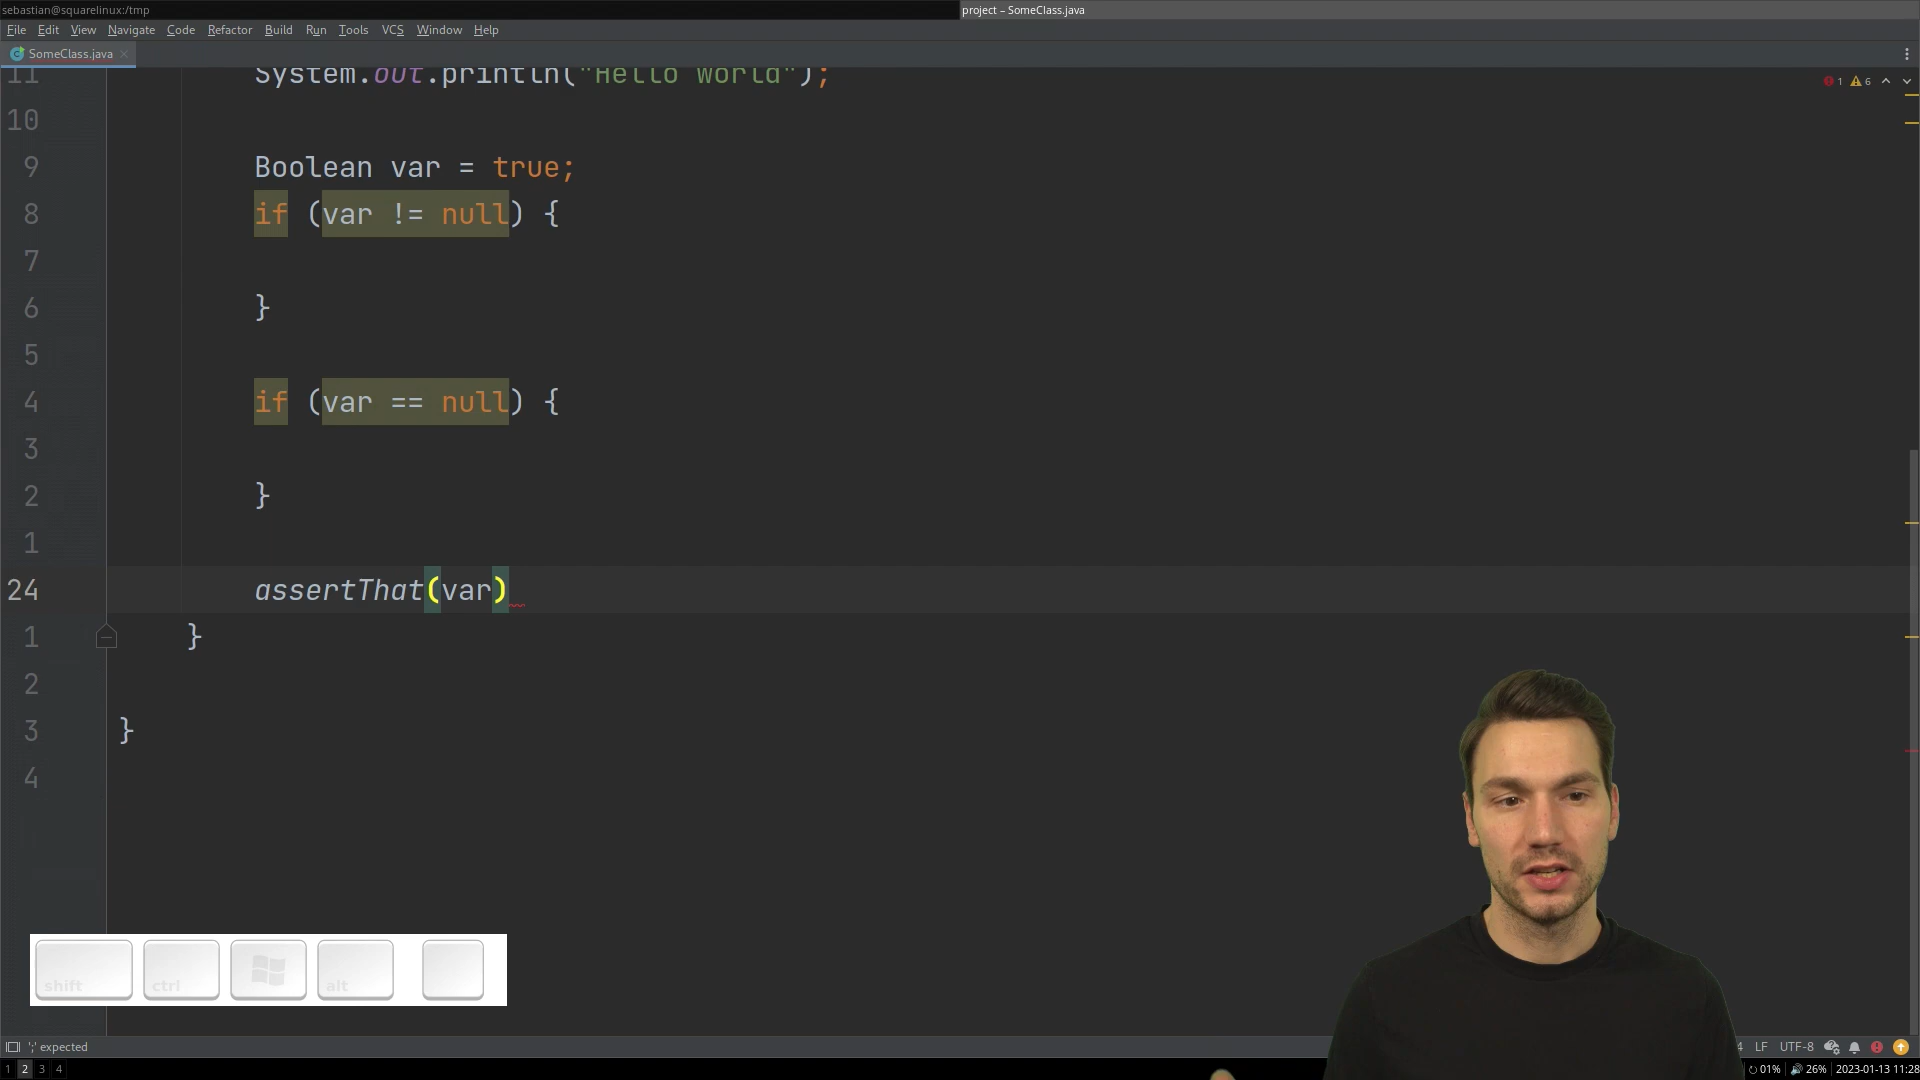 sebastian@squarelinux:/tmp
project – SomeClass.java
File Edit View Navigate Code Refactor Build Run Tools VCS Window Help
SomeClass.java
1 6
11 System.out.println("Hello World");
10
9 Boolean var = true;
8 if (var != null) {
7
6 }
5
4 if (var == null) {
3
2 }
1
24 assertThat(var)
1 }
2
3 }
4
shift ctrl alt
';' expected
4 LF UTF-8
1 2 3 4
01% 26% 2023-01-13 11:28